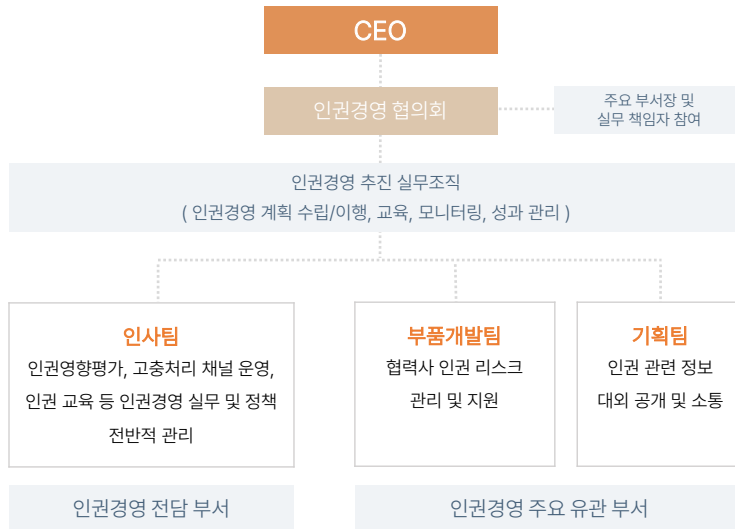 CEO
인권경영 협의회
주요 부서장 및
실무 책임자 참여
인권경영 추진 실무조직
( 인권경영 계획 수립/이행, 교육, 모니터링, 성과 관리 )
인사팀
인권영향평가, 고충처리 채널 운영,
인권 교육 등 인권경영 실무 및 정책
전반적 관리
부품개발팀
협력사 인권 리스크
관리 및 지원
기획팀
인권 관련 정보
대외 공개 및 소통
인권경영 전담 부서
인권경영 주요 유관 부서